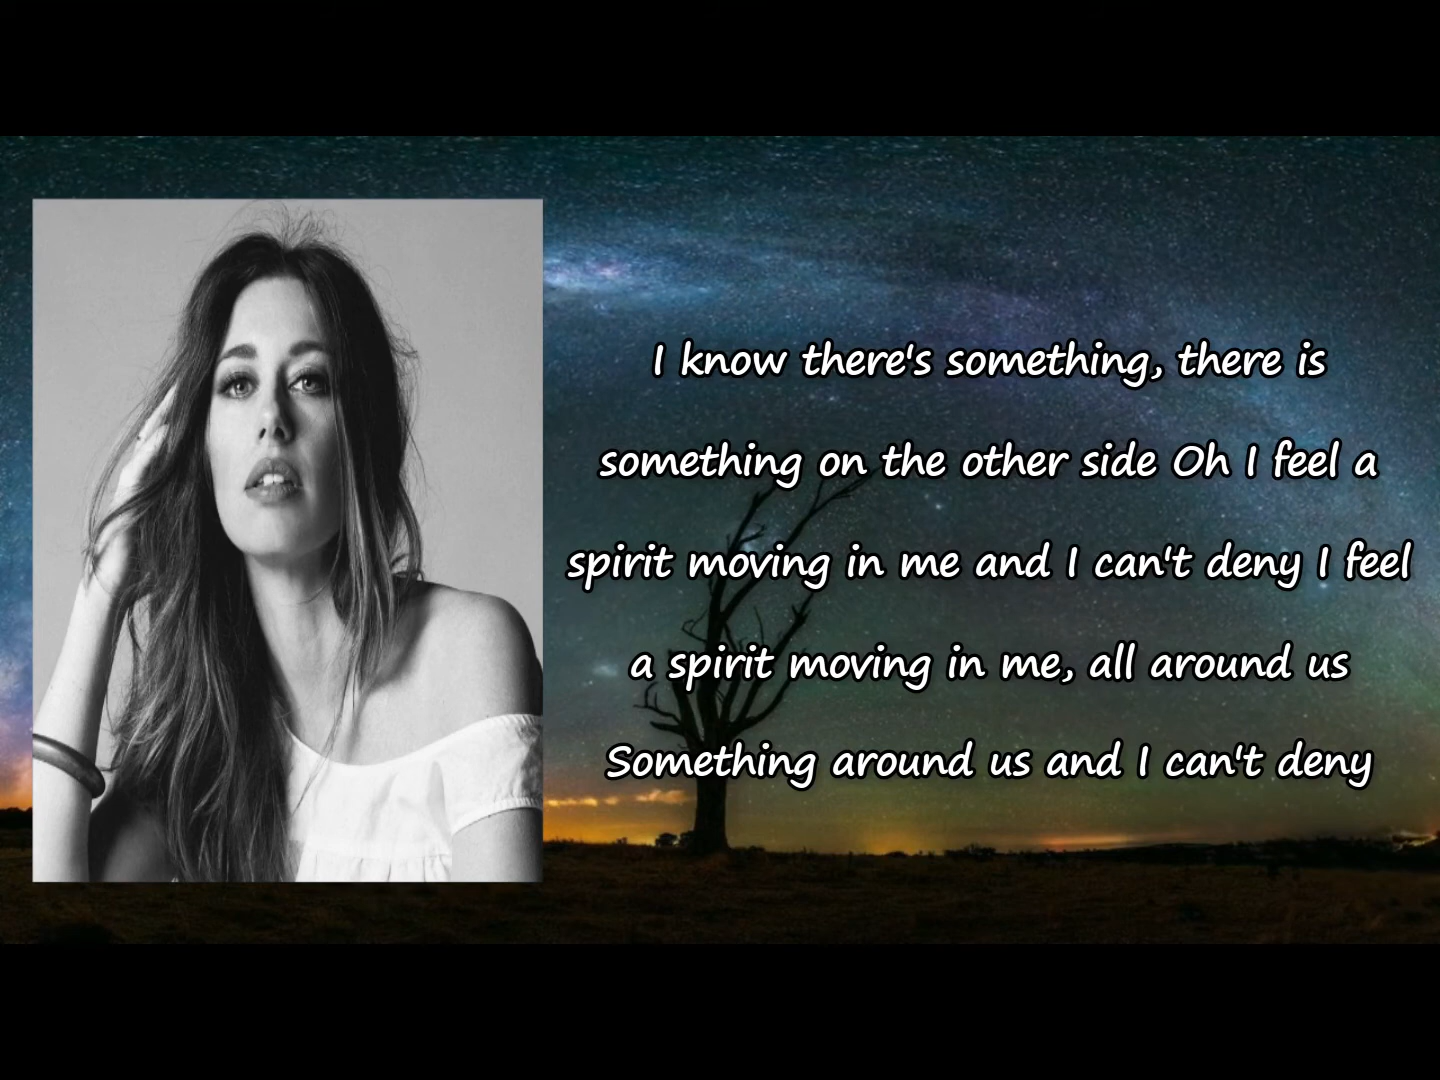 I know there's something, there is
something on the other side Oh I feel a
spirit moving in me and I can't deny I feel
a spirit moving in me, all around us
Something around us and I can't deny